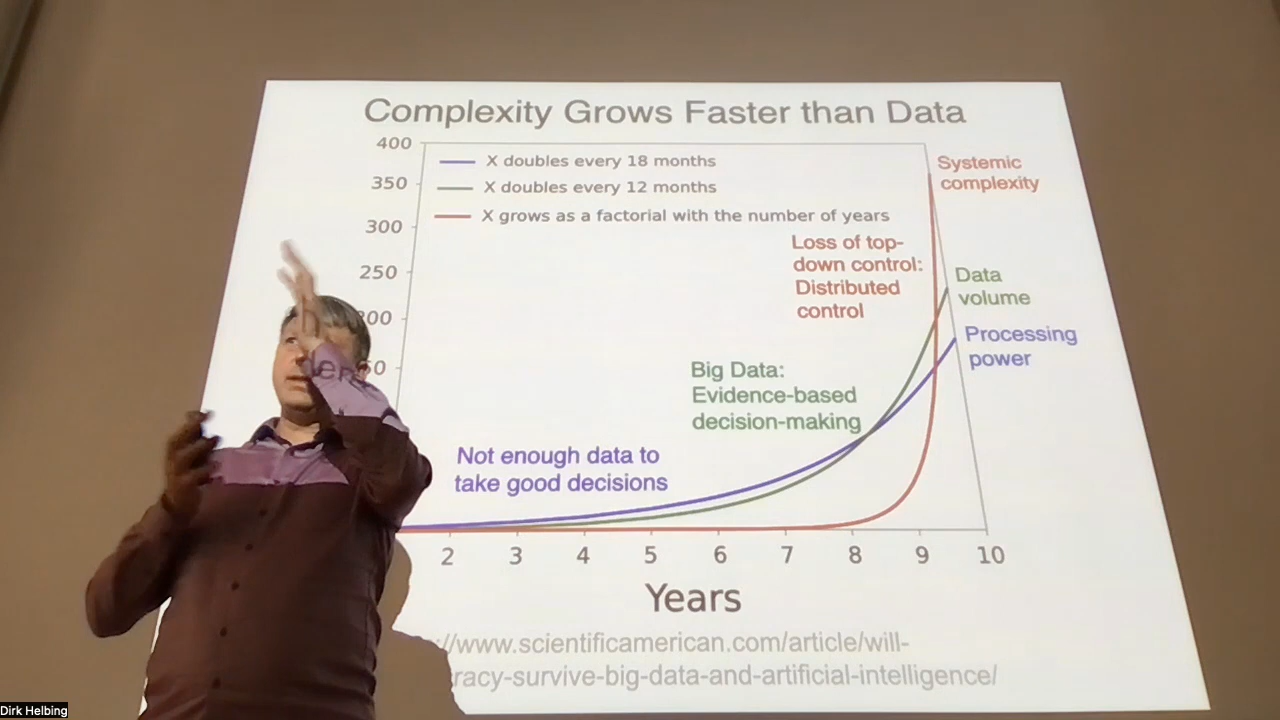 Complexity Grows Faster than Data
400
350
300
250
X doubles every 18 months
X doubles every 12 months
X grows as a factorial with the number of years
Systemic
complexity
Loss of top-
down control:
Distributed
control
Data
volume
Processing
power
Big Data:
Evidence-based
decision-making
Not enough data to
take good decisions
2 3 4 5 6 7 8 9 10
Years
//www.scientificamerican.com/article/will-
racy-survive-big-data-and-artificial-intelligence/
Dirk Helbing